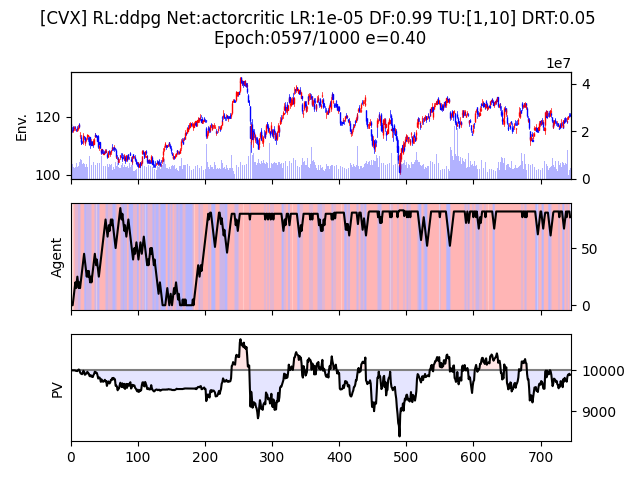 [CVX] RL:ddpg Net:actorcritic LR:1e-05 DF:0.99 TU:[1,10] DRT:0.05
Epoch:0597/1000 e=0.40
1e7
Env.
120
100
4
2
0
Agent
50
0
PV
10000
9000
0
100
200
300
400
500
600
700